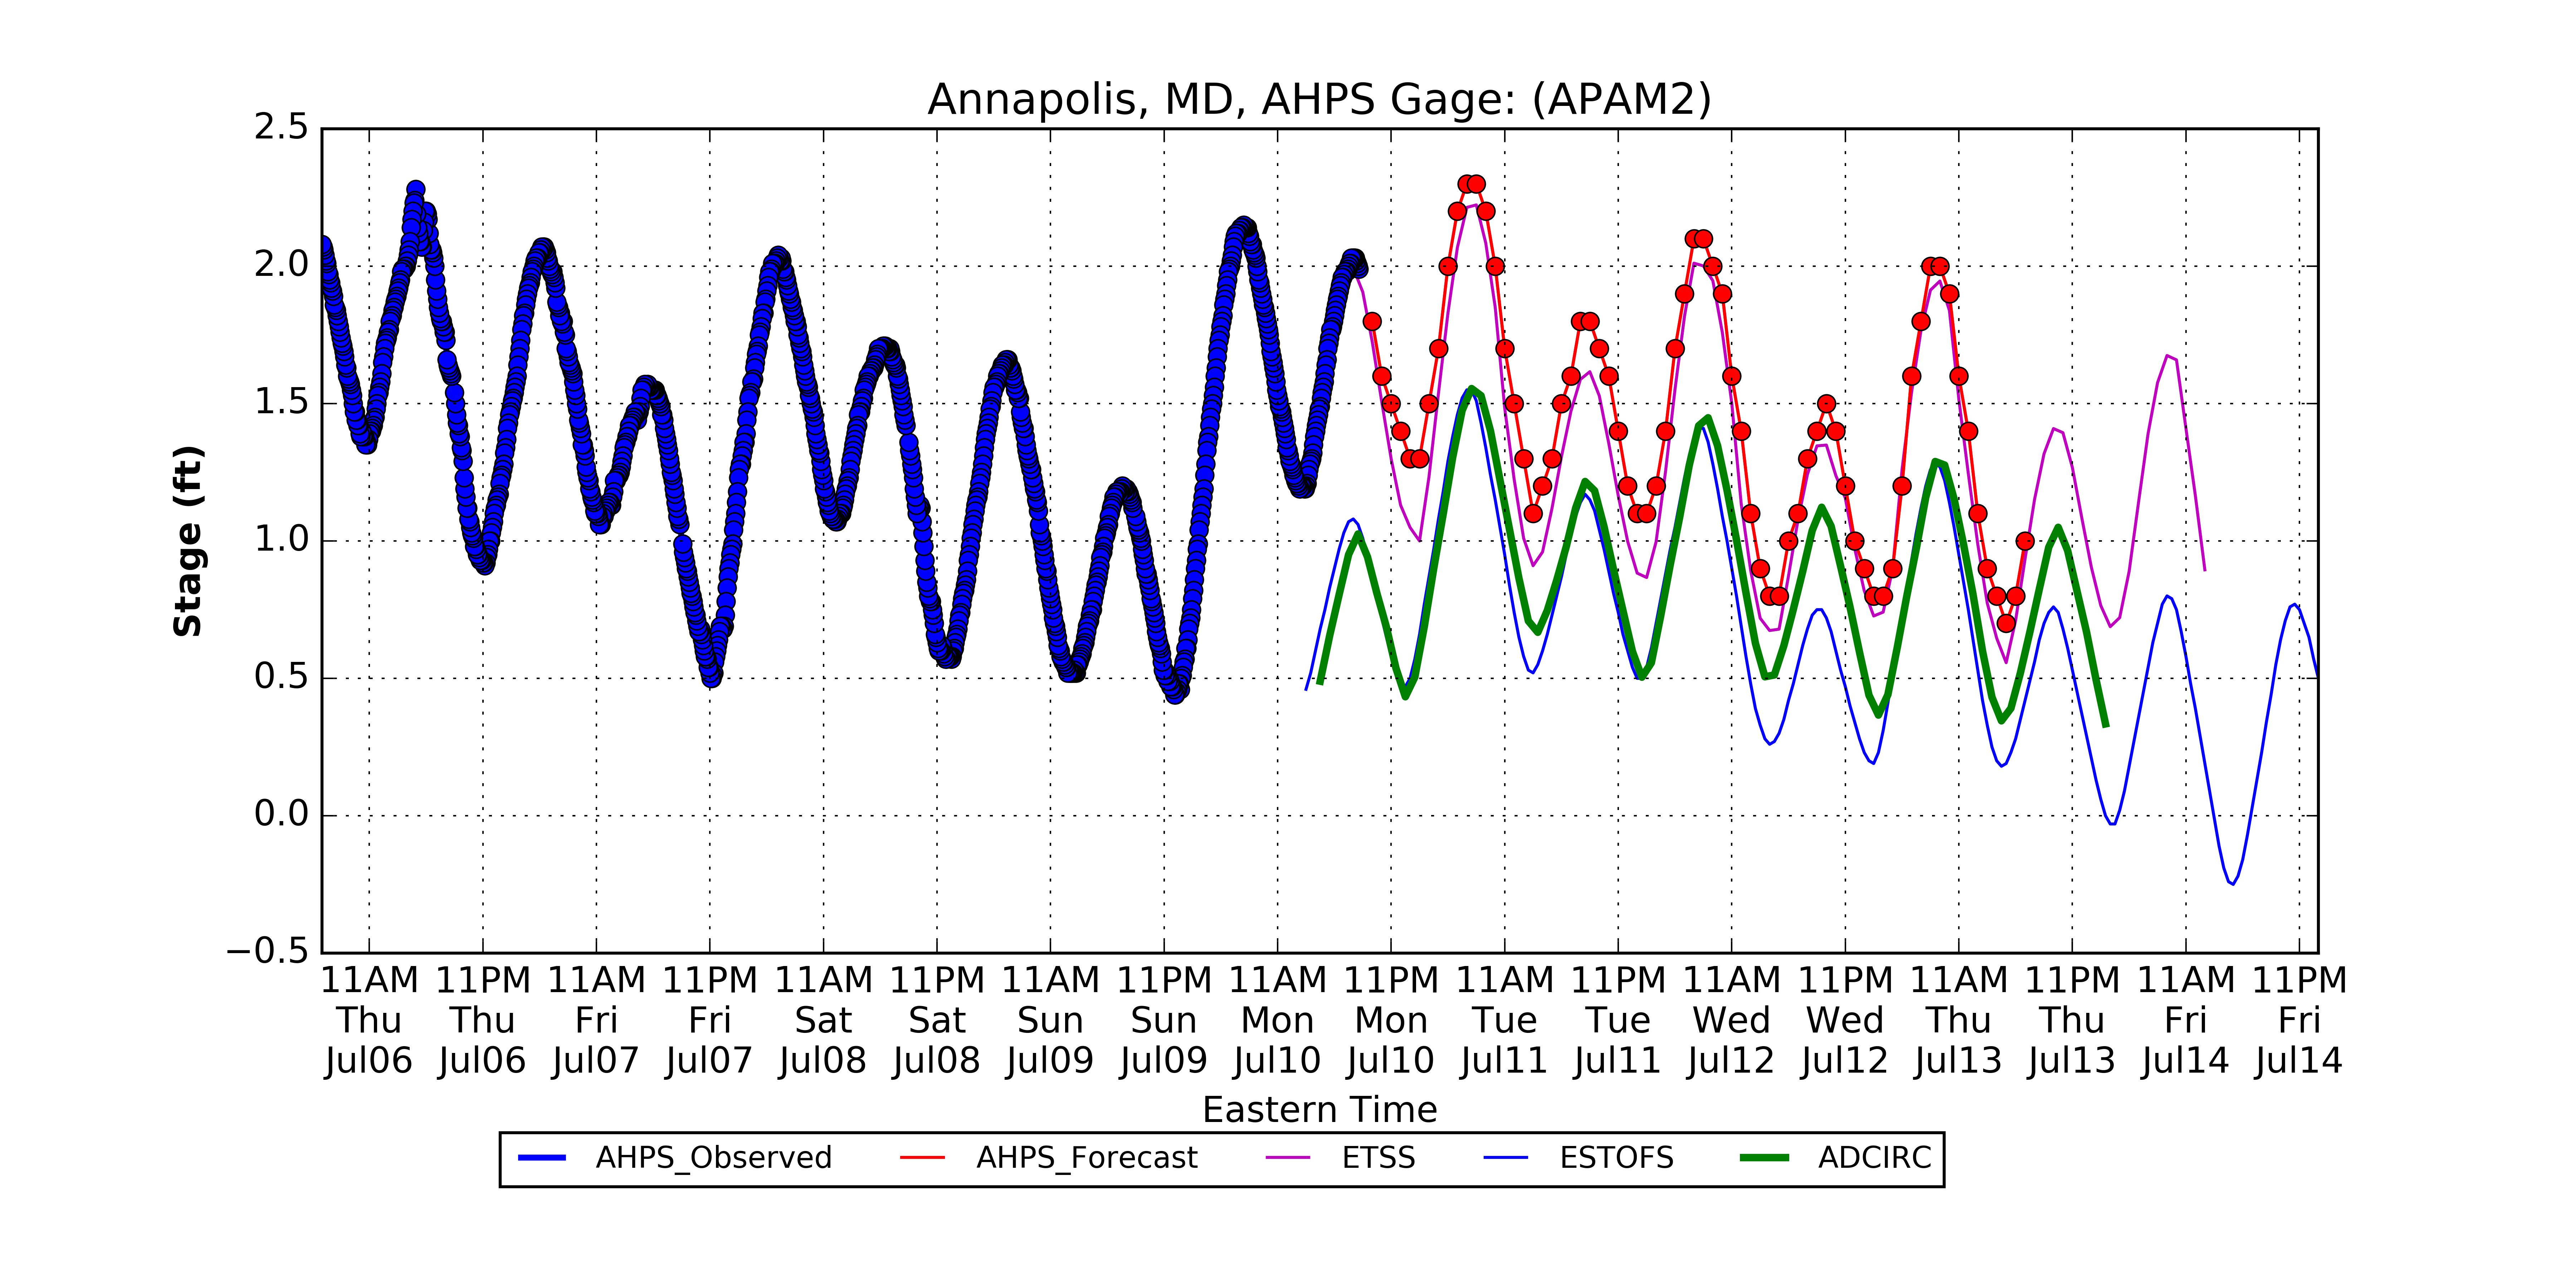 Annapolis, MD, AHPS Gage: (APAM2)
2.5
2.0
1.5
1.0
0.5
0.0
−0.5
Stage (ft)
11AM 11PM 11AM 11PM 11AM 11PM 11AM 11PM 11AM 11PM 11AM 11PM 11AM 11PM 11AM 11PM 11AM 11PM
Thu Thu Fri Fri Sat Sat Sun Sun Mon Mon Tue Tue Wed Wed Thu Thu Fri Fri
Jul06 Jul06 Jul07 Jul07 Jul08 Jul08 Jul09 Jul09 Jul10 Jul10 Jul11 Jul11 Jul12 Jul12 Jul13 Jul13 Jul14 Jul14
Eastern Time
AHPS_Observed AHPS_Forecast ETSS ESTOFS ADCIRC